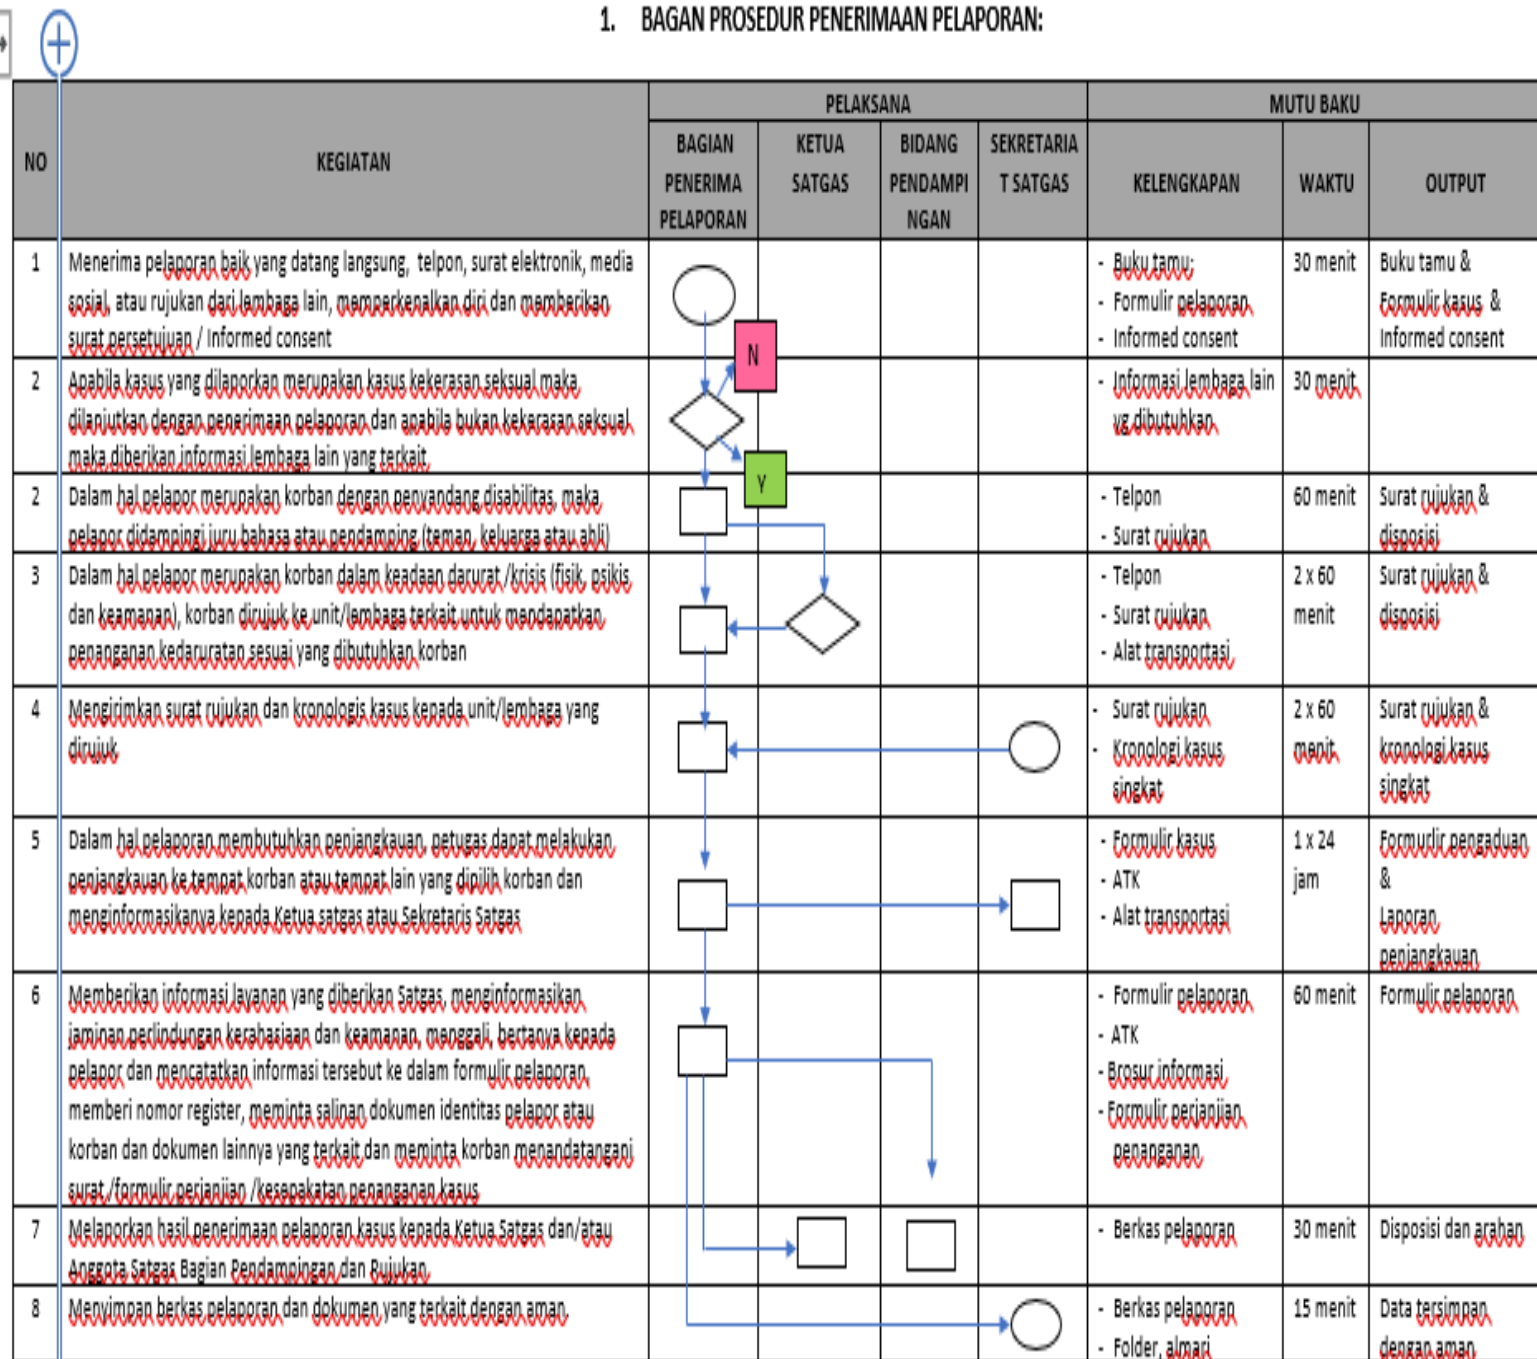 1. BAGAN PROSEDUR PENERIMAAN PELAPORAN:
NO
KEGIATAN
PELAKSANA
MUTU BAKU
BAGIAN
PENERIMA
PELAPORAN
KETUA
SATGAS
BIDANG
PENDAMPI
NGAN
SEKRETARIA
T SATGAS
KELENGKAPAN
WAKTU
OUTPUT
1
Menerima pelaporan baik yang datang langsung, telpon, surat elektronik, media
sosial, atau rujukan dari lembaga lain, memperkenalkan diri dan memberikan
surat persetujuan / Informed consent
- Buku tamu;
- Formulir pelaporan
- Informed consent
30 menit
Buku tamu &
Formulir kasus &
Informed consent
N
2
Apabila kasus yang dilaporkan merupakan kasus kekerasan seksual maka
dilanjutkan dengan penerimaan pelaporan dan apabila bukan kekerasan seksual
maka diberikan informasi lembaga lain yang terkait
- Informasi lembaga lain
yg dibutuhkan
30 menit
Y
2
Dalam hal pelapor merupakan korban dengan penyandang disabilitas, maka
pelapor didampingi juru bahasa atau pendamping (teman, keluarga atau ahli)
- Telpon
- Surat rujukan
60 menit
Surat rujukan &
disposisi
3
Dalam hal pelapor merupakan korban dalam keadaan darurat /krisis (fisik, psikis
dan keamanan), korban dirujuk ke unit/lembaga terkait untuk mendapatkan
penanganan kedaruratan sesuai yang dibutuhkan korban
- Telpon
- Surat rujukan
- Alat transportasi
2 x 60
menit
Surat rujukan &
disposisi
4
Mengirimkan surat rujukan dan kronologis kasus kepada unit/lembaga yang
dirujuk
- Surat rujukan
- Kronologi kasus
singkat
2 x 60
menit
Surat rujukan &
kronologi kasus
singkat
5
Dalam hal pelaporan membutuhkan penjangkauan, petugas dapat melakukan
penjangkauan ke tempat korban atau tempat lain yang dipilih korban dan
menginformasikanya kepada Ketua satgas atau Sekretaris Satgas
- Formulir kasus
- ATK
- Alat transportasi
1 x 24
jam
Formurlir pengaduan
&
Laporan
penjangkauan
6
Memberikan informasi layanan yang diberikan Satgas, menginformasikan
jaminan perlindungan kerahasiaan dan keamanan, menggali, bertanya kepada
pelapor dan mencatatkan informasi tersebut ke dalam formulir pelaporan,
memberi nomor register, meminta salinan dokumen identitas pelapor atau
korban dan dokumen lainnya yang terkait dan meminta korban menandatangani
surat /formulir perjanjian /kesepakatan penanganan kasus
- Formulir pelaporan
- ATK
- Brosur informasi
- Formulir perjanjian
penanganan
60 menit
Formulir pelaporan
7
Melaporkan hasil penerimaan pelaporan kasus kepada Ketua Satgas dan/atau
Anggota Satgas Bagian Pendampingan dan Rujukan
- Berkas pelaporan
30 menit
Disposisi dan arahan
8
Menyimpan berkas pelaporan dan dokumen yang terkait dengan aman
- Berkas pelaporan
- Folder, almari
15 menit
Data tersimpan
dengan aman